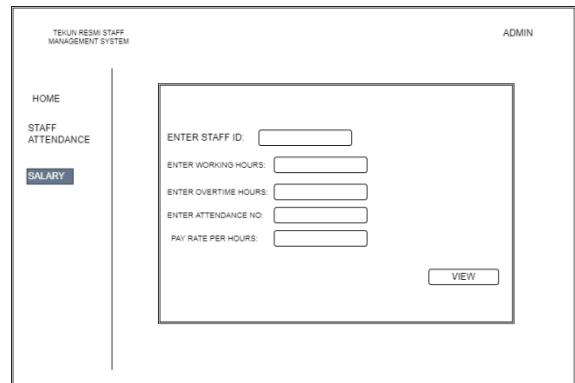 TEKUN RESMI STAFF
MANAGEMENT SYSTEM
ADMIN
HOME
STAFF
ATTENDANCE
SALARY
ENTER STAFF ID:
ENTER WORKING HOURS:
ENTER OVERTIME HOURS:
ENTER ATTENDANCE NO:
PAY RATE PER HOURS:
VIEW